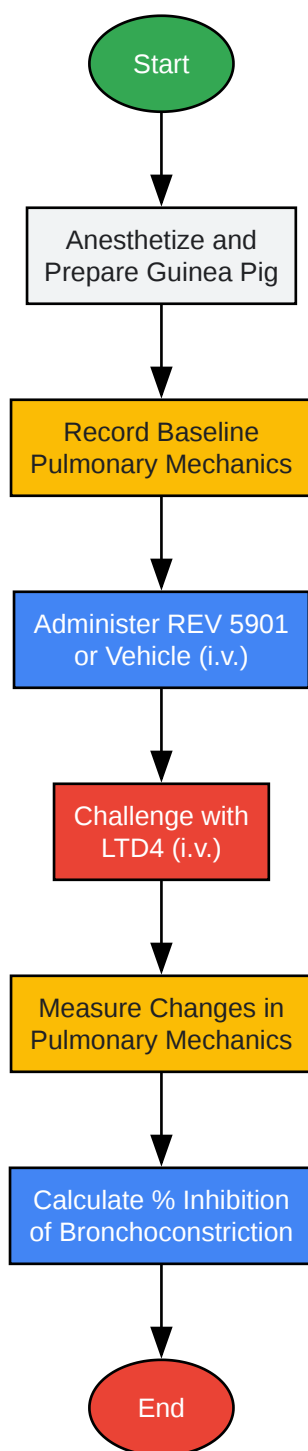 Start
Anesthetize and
Prepare Guinea Pig
Record Baseline
Pulmonary Mechanics
Administer REV 5901
or Vehicle (i.v.)
Challenge with
LTD4 (i.v.)
Measure Changes in
Pulmonary Mechanics
Calculate % Inhibition
of Bronchoconstriction
End